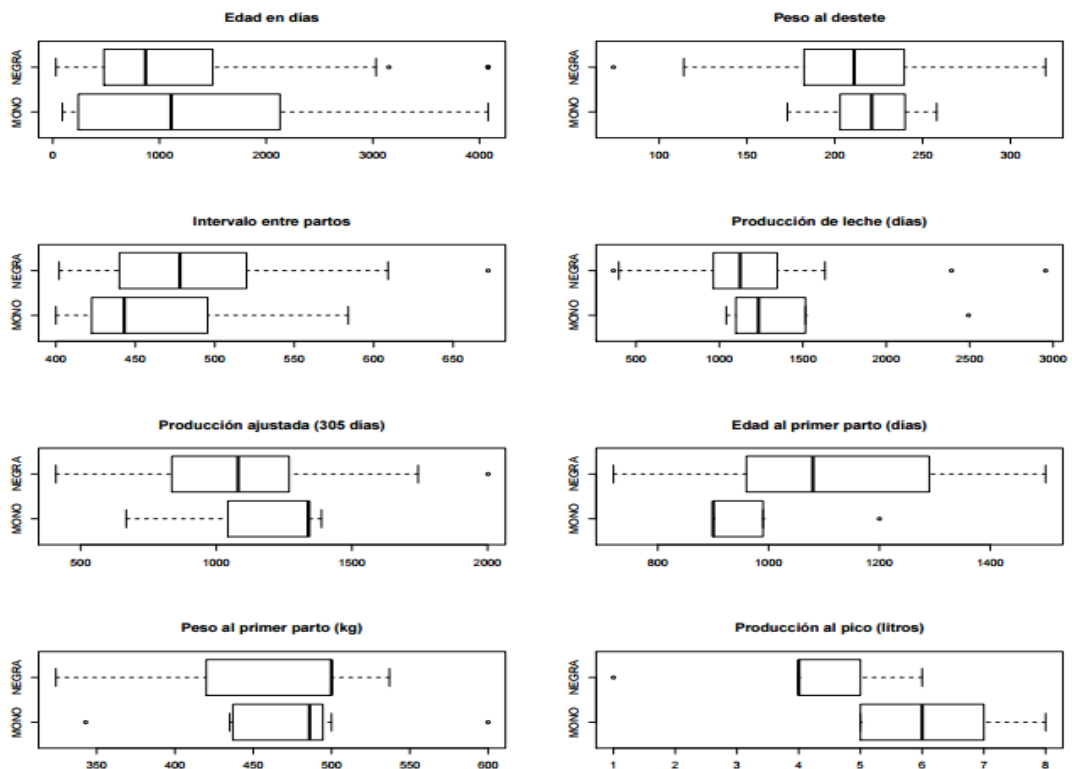 Edad en días
NEGRA
MONO
0 1000 2000 3000 4000
Peso al destete
NEGRA
MONO
100 150 200 250 300
Intervalo entre partos
NEGRA
MONO
400 450 500 550 600 650
Producción de leche (días)
NEGRA
MONO
500 1000 1500 2000 2500 3000
Producción ajustada (305 días)
NEGRA
MONO
500 1000 1500 2000
Edad al primer parto (días)
NEGRA
MONO
800 1000 1200 1400
Peso al primer parto (kg)
NEGRA
MONO
350 400 450 500 550 600
Producción al pico (litros)
NEGRA
MONO
1 2 3 4 5 6 7 8